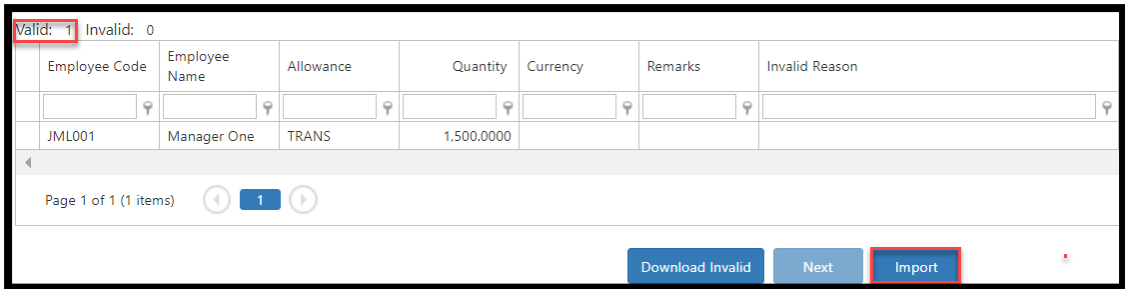 Valid: 1 Invalid: 0
Employee Code Employee Name Allowance Quantity Currency Remarks Invalid Reason
JML001 Manager One TRANS 1,500.0000
Page 1 of 1 (1 items) 1
Download Invalid Next Import